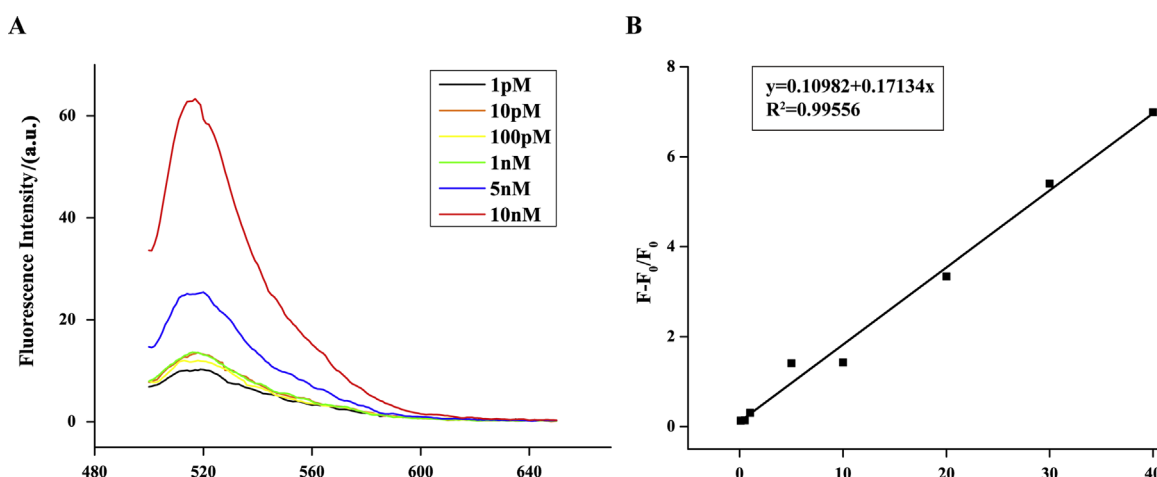 A
Fluorescence Intensity/(a.u.)
60
40
20
0
480
520
560
600
640
1pM
10pM
100pM
1nM
5nM
10nM
B
F-F₀/F₀
8
6
4
2
0
0
10
20
30
40
y=0.10982+0.17134x
R²=0.99556